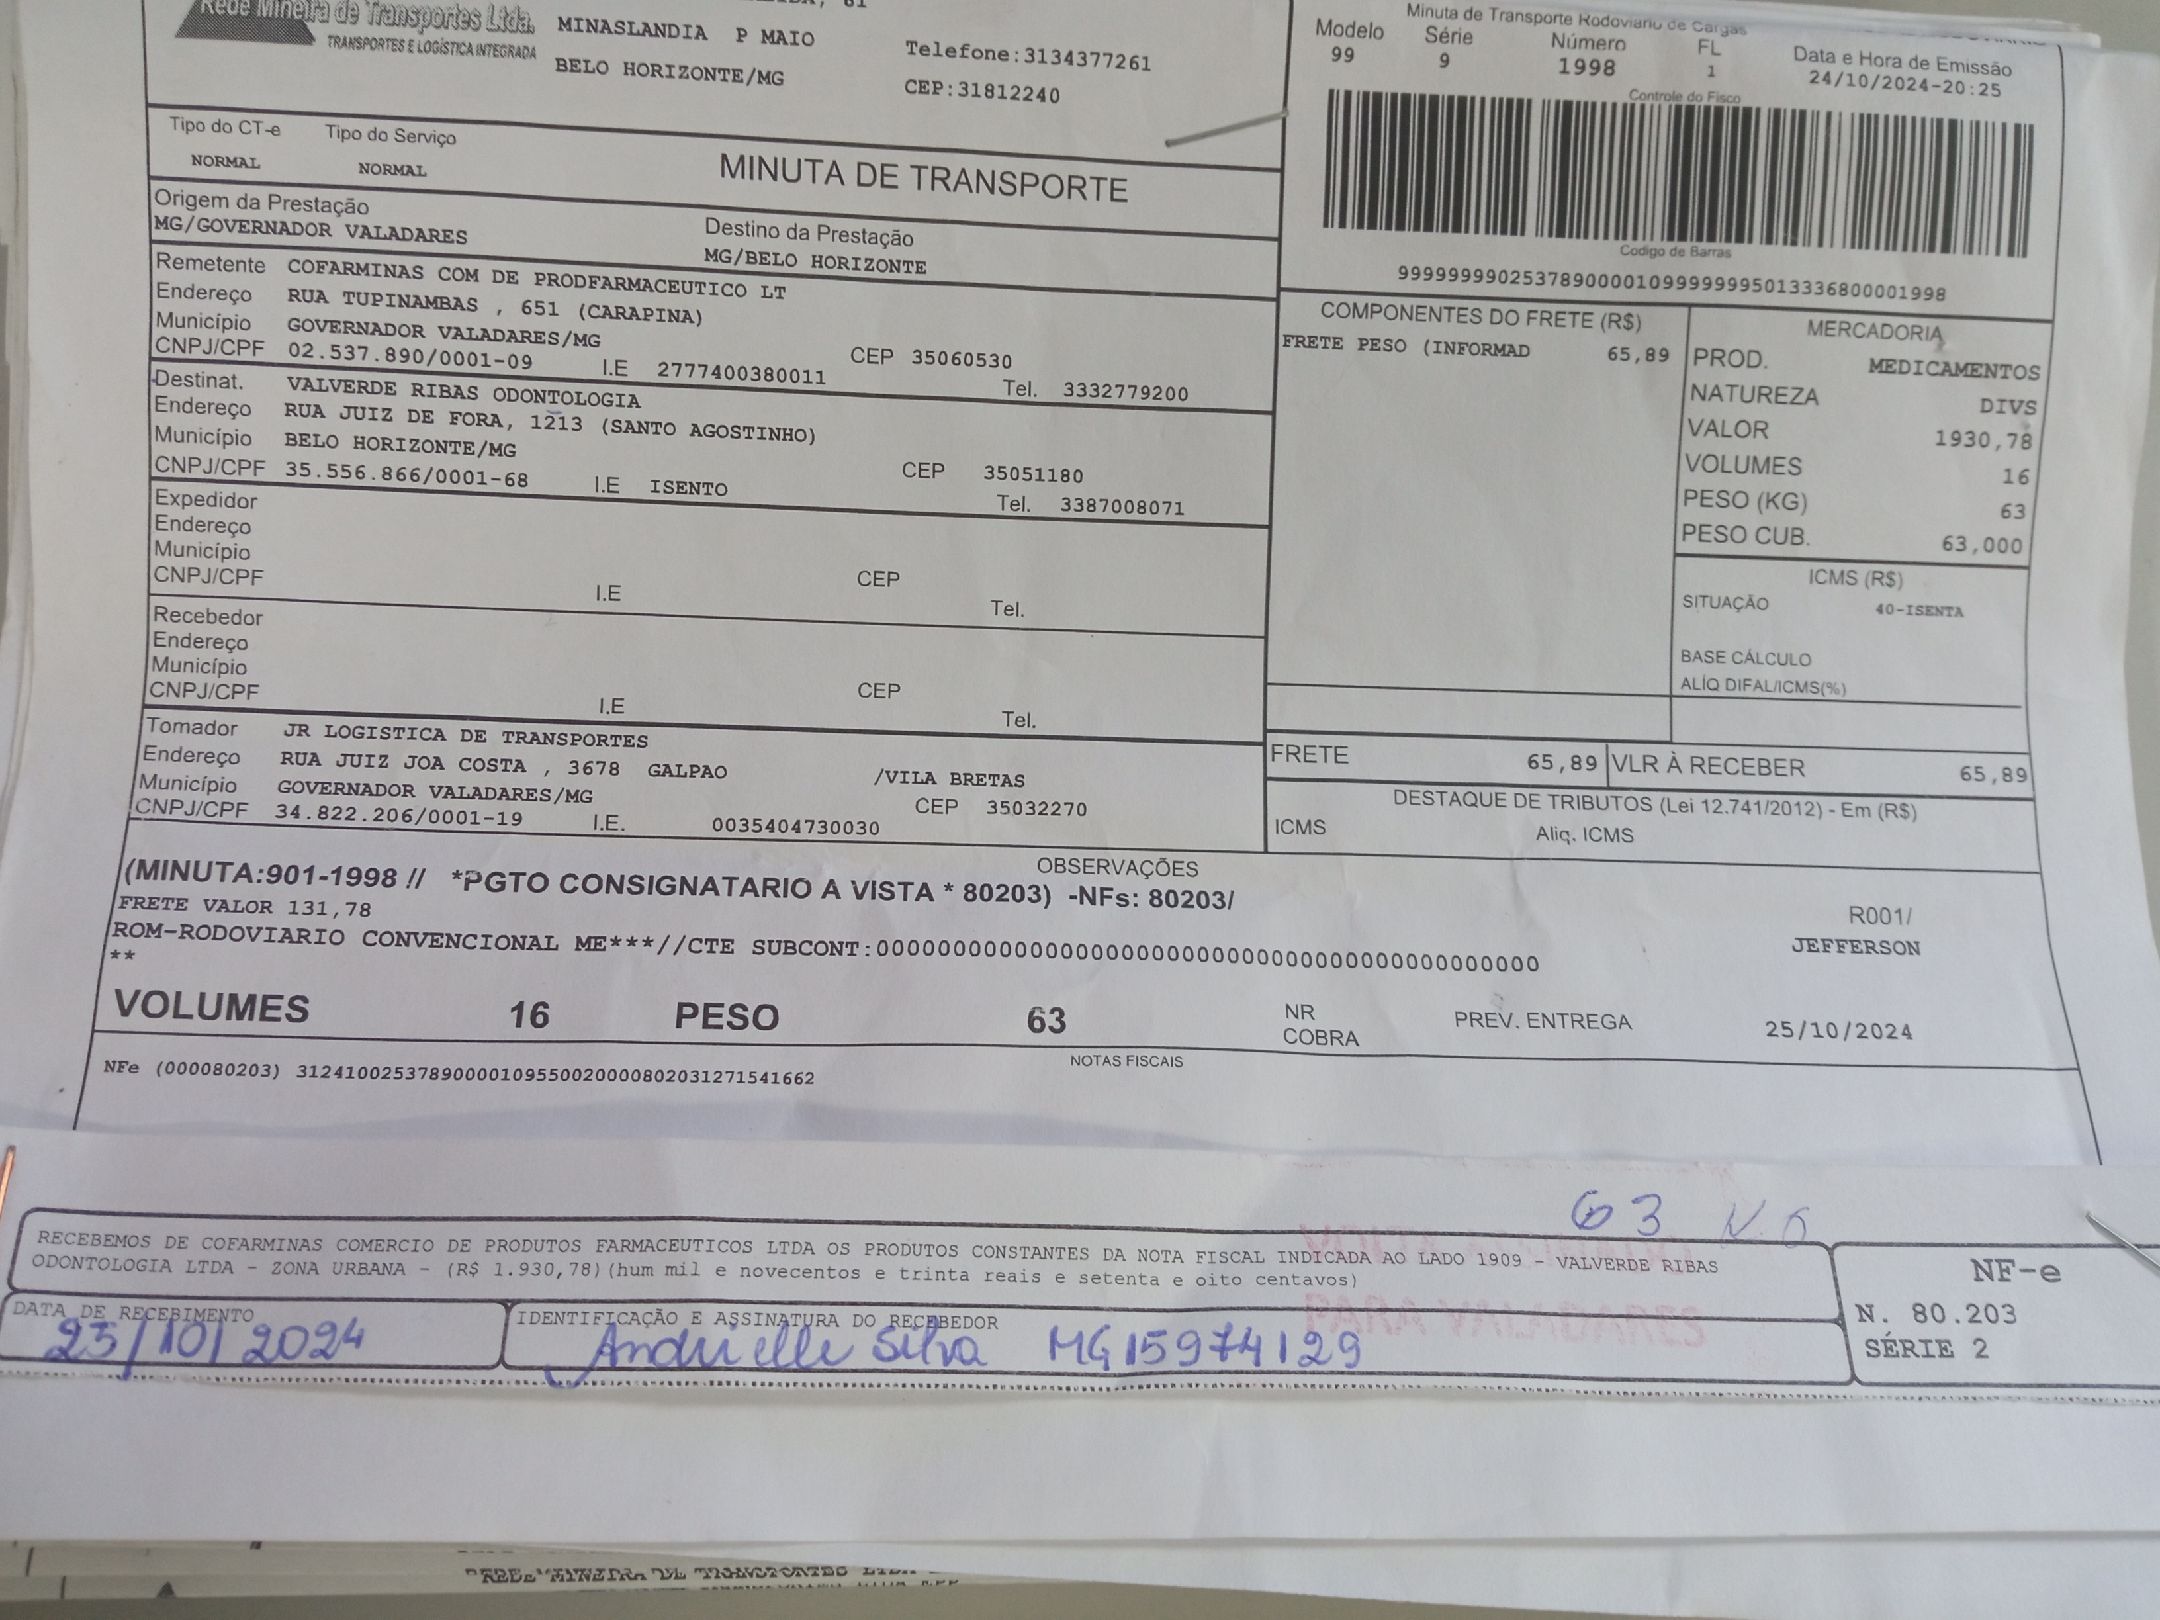 Rede Mineira de Transportes Ltda.
TRANSPORTES E LOGÍSTICA INTEGRADA
MINASLANDIA P MAIO
BELO HORIZONTE/MG
Telefone:3134377261
CEP:31812240
Minuta de Transporte Rodoviario de Cargas
Modelo Série Número FL Data e Hora de Emissão
99 9 1998 1 24/10/2024-20:25
Controle do Fisco
Codigo de Barras
99999999025378900001099999999501333680000​1998
Tipo do CT-e Tipo do Serviço
NORMAL NORMAL
MINUTA DE TRANSPORTE
Origem da Prestação
MG/GOVERNADOR VALADARES
Destino da Prestação
MG/BELO HORIZONTE
Remetente COFARMINAS COM DE PRODFARMACEUTICO LT
Endereço RUA TUPINAMBAS , 651 (CARAPINA)
Município GOVERNADOR VALADARES/MG CEP 35060530
CNPJ/CPF 02.537.890/0001-09 I.E 2777400380011 Tel. 3332779200
Destinat. VALVERDE RIBAS ODONTOLOGIA
Endereço RUA JUIZ DE FORA, 1213 (SANTO AGOSTINHO)
Município BELO HORIZONTE/MG CEP 35051180
CNPJ/CPF 35.556.866/0001-68 I.E ISENTO Tel. 3387008071
Expedidor
Endereço
Município CEP
CNPJ/CPF I.E Tel.
Recebedor
Endereço
Município CEP
CNPJ/CPF I.E Tel.
Tomador JR LOGISTICA DE TRANSPORTES
Endereço RUA JUIZ JOA COSTA , 3678 GALPAO /VILA BRETAS
Município GOVERNADOR VALADARES/MG CEP 35032270
CNPJ/CPF 34.822.206/0001-19 I.E. 0035404730030
COMPONENTES DO FRETE (R$)
FRETE PESO (INFORMAD 65,89
MERCADORIA
PROD. MEDICAMENTOS
NATUREZA DIVS
VALOR 1930,78
VOLUMES 16
PESO (KG) 63
PESO CUB. 63,000
ICMS (R$)
SITUAÇÃO 40-ISENTA
BASE CÁLCULO
ALÍQ DIFAL/ICMS(%)
FRETE 65,89 VLR À RECEBER 65,89
DESTAQUE DE TRIBUTOS (Lei 12.741/2012) - Em (R$)
ICMS Aliq. ICMS
OBSERVAÇÕES
(MINUTA:901-1998 // *PGTO CONSIGNATARIO A VISTA * 80203) -NFs: 80203/
FRETE VALOR 131,78
R001/
ROM-RODOVIARIO CONVENCIONAL ME***//CTE SUBCONT:00000000000000000000000000000000000000000000
JEFFERSON
**
VOLUMES 16 PESO 63 NR COBRA PREV. ENTREGA 25/10/2024
NOTAS FISCAIS
NFe (000080203) 31241002537890000109550020000802031271541662
63
RECEBEMOS DE COFARMINAS COMERCIO DE PRODUTOS FARMACEUTICOS LTDA OS PRODUTOS CONSTANTES DA NOTA FISCAL INDICADA AO LADO 1909 - VALVERDE RIBAS
ODONTOLOGIA LTDA - ZONA URBANA - (R$ 1.930,78)(hum mil e novecentos e trinta reais e setenta e oito centavos)
PARA VALADARES
NF-e
N. 80.203
SÉRIE 2
DATA DE RECEBIMENTO
25/10/2024
IDENTIFICAÇÃO E ASSINATURA DO RECEBEDOR
Andrielle Silva MG15974129